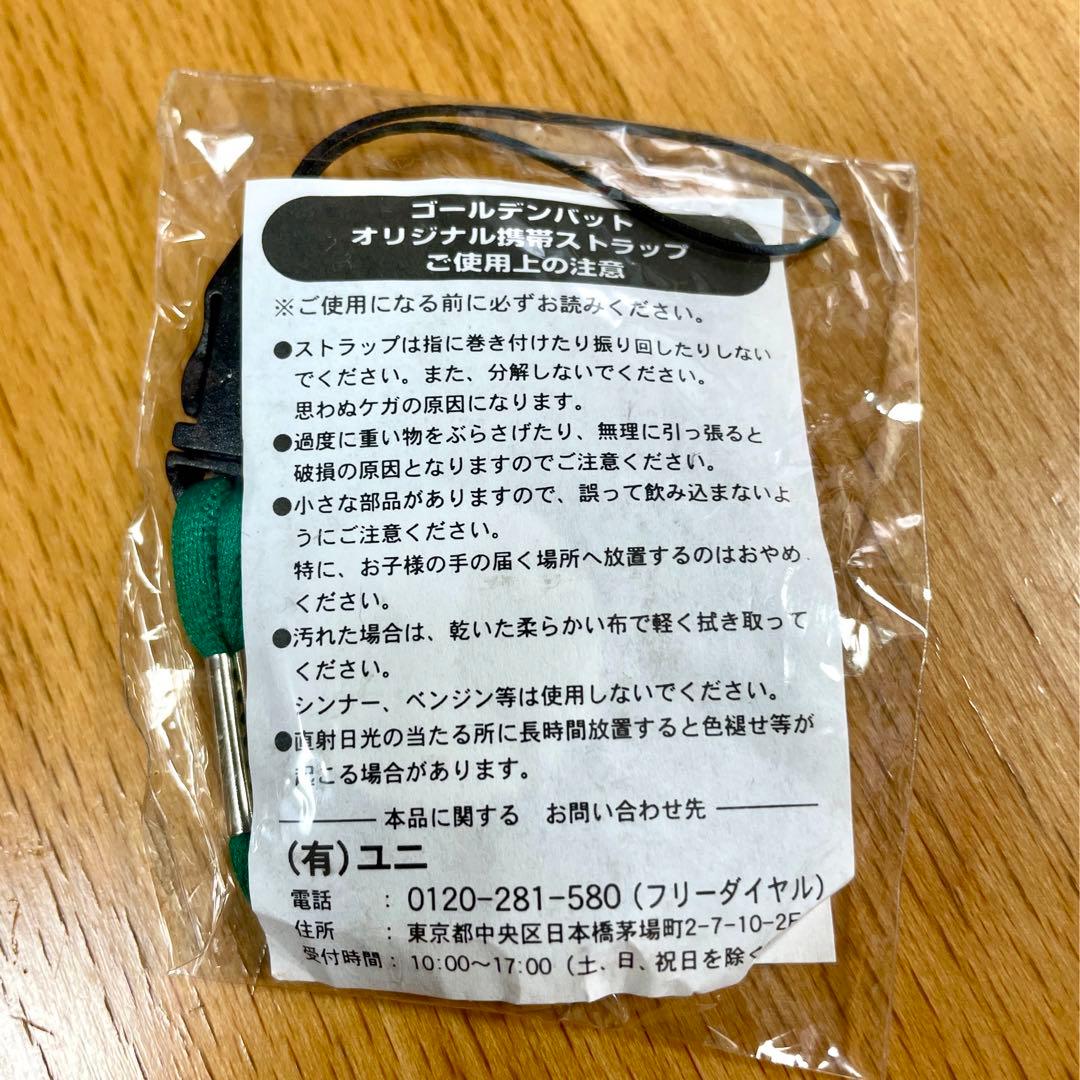 ゴールデンバット
オリジナル携帯ストラップ
ご使用上の注意
※ご使用になる前に必ずお読みください。
●ストラップは指に巻き付けたり振り回したりしない
でください。また、分解しないでください。
思わぬケガの原因になります。
●過度に重い物をぶらさげたり、無理に引っ張ると
破損の原因となりますのでご注意ください。
●小さな部品がありますので、誤って飲み込まないよ
うにご注意ください。
特に、お子様の手の届く場所へ放置するのはおやめ
ください。
●汚れた場合は、乾いた柔らかい布で軽く拭き取って
ください。
シンナー、ベンジン等は使用しないでください。
●直射日光の当たる所に長時間放置すると色褪せ等が
起こる場合があります。
本品に関する お問い合わせ先
(有)ユニ
電話 : 0120-281-580(フリーダイヤル)
住所 : 東京都中央区日本橋茅場町2-7-10-2F
受付時間: 10:00〜17:00(土、日、祝日を除く